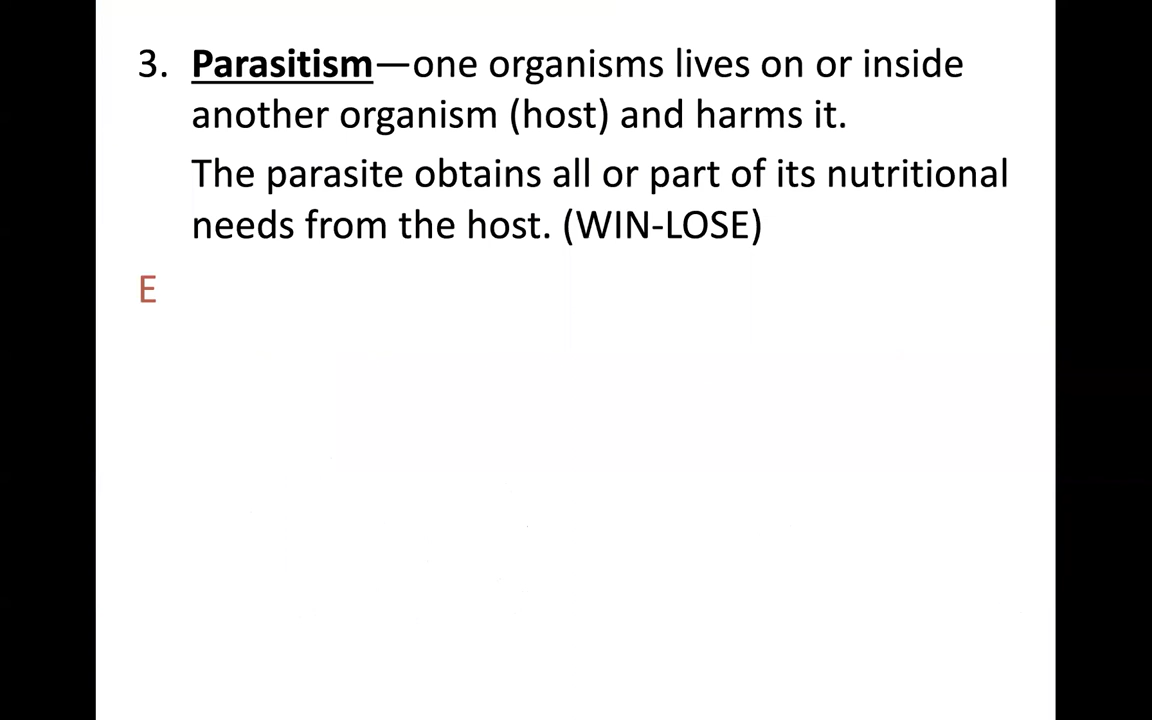 3. Parasitism—one organisms lives on or inside
another organism (host) and harms it.
The parasite obtains all or part of its nutritional
needs from the host. (WIN-LOSE)
E